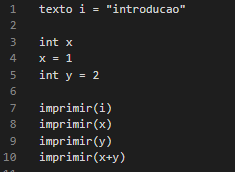 1 texto i = "introducao"
2
3 int x
4 x = 1
5 int y = 2
6
7 imprimir(i)
8 imprimir(x)
9 imprimir(y)
10 imprimir(x+y)